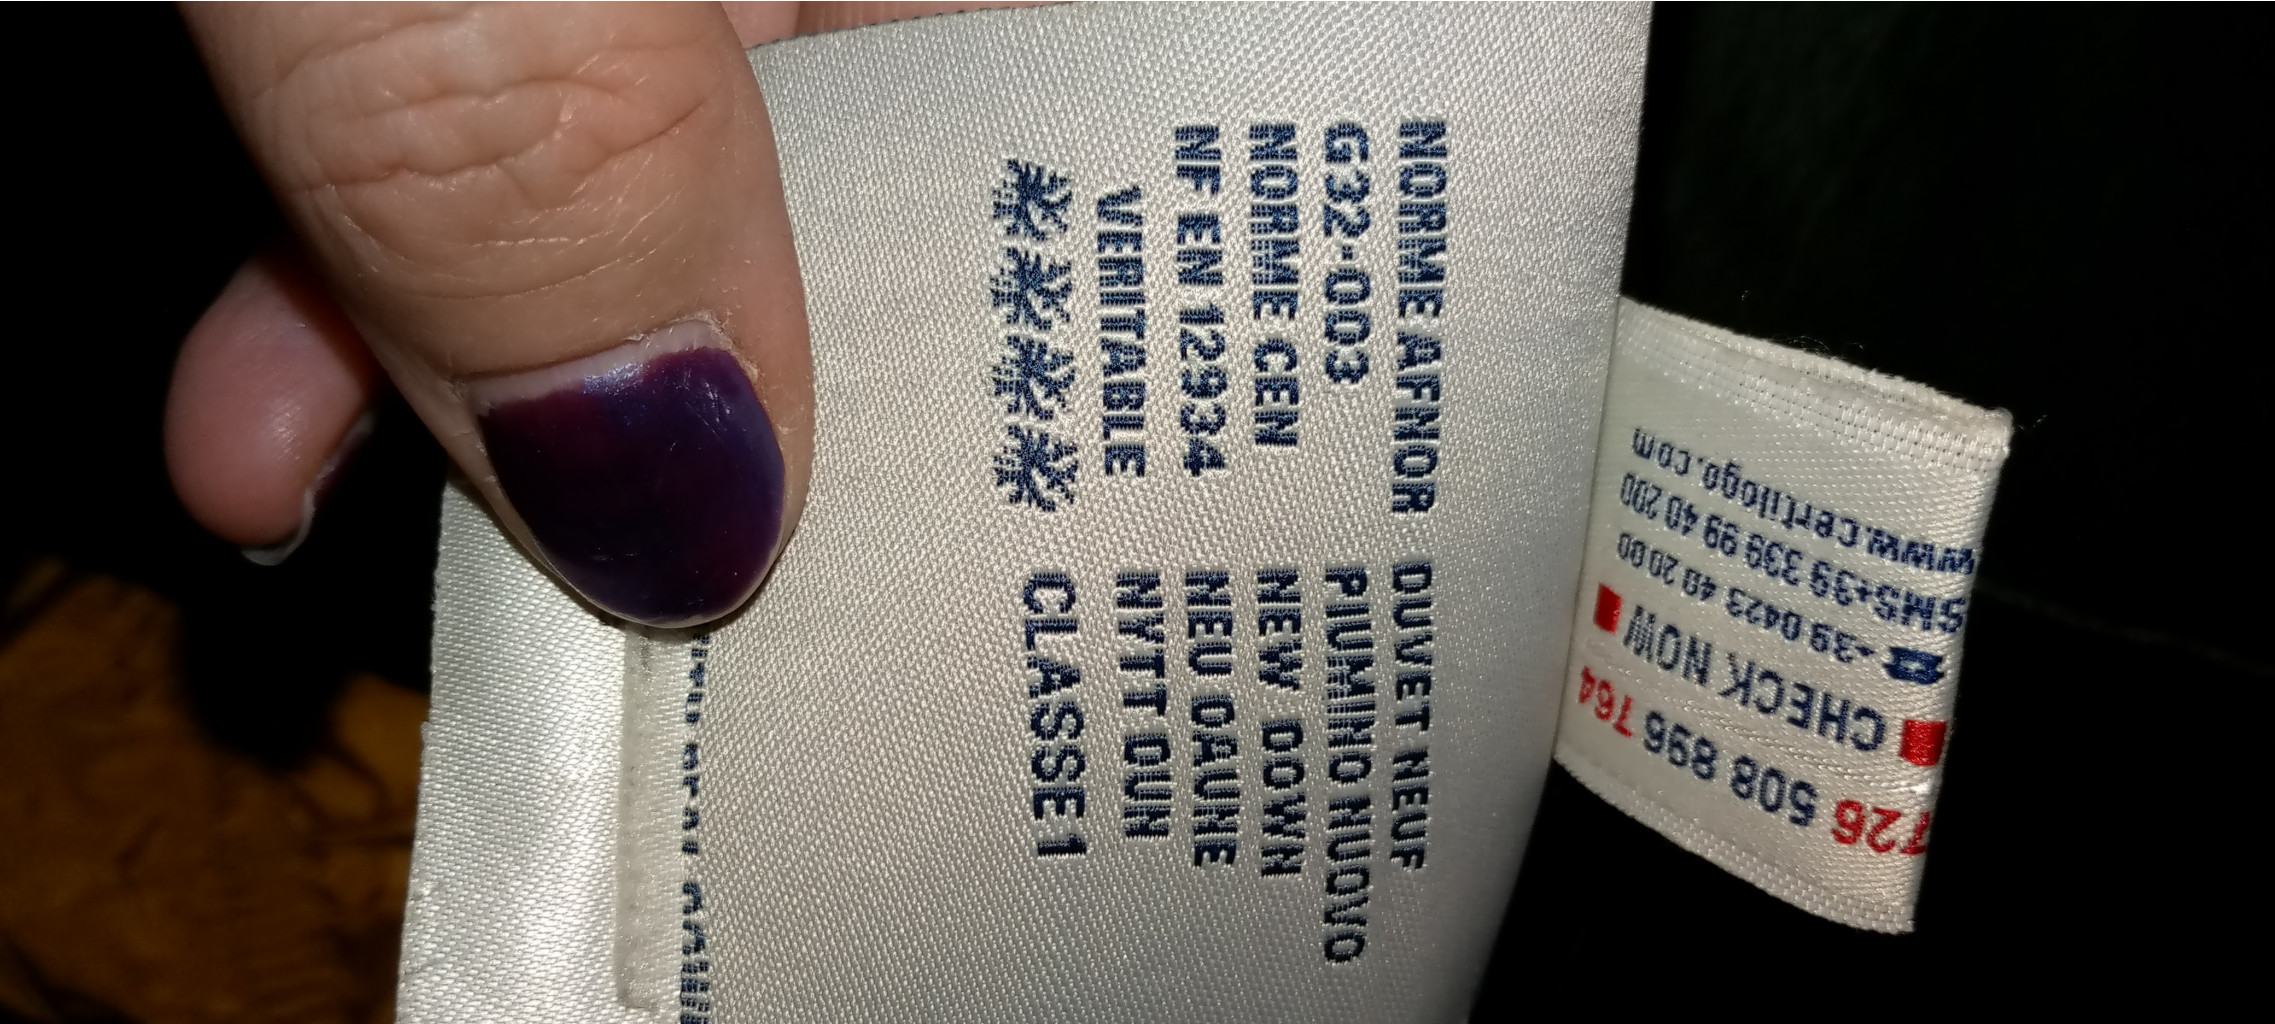 NORME AFNOR
G32-003
NORME CEN
NF EN 12934
VERITABLE
DUVET NEUF
PIUMINO NUOVO
NEW DOWN
NEU DAUNE
NYTT DUN
CLASSE 1
726 508 896 764
CHECK NOW
+39 0423 40 20 00
SMS+39 339 99 40 200
www.certilogo.com